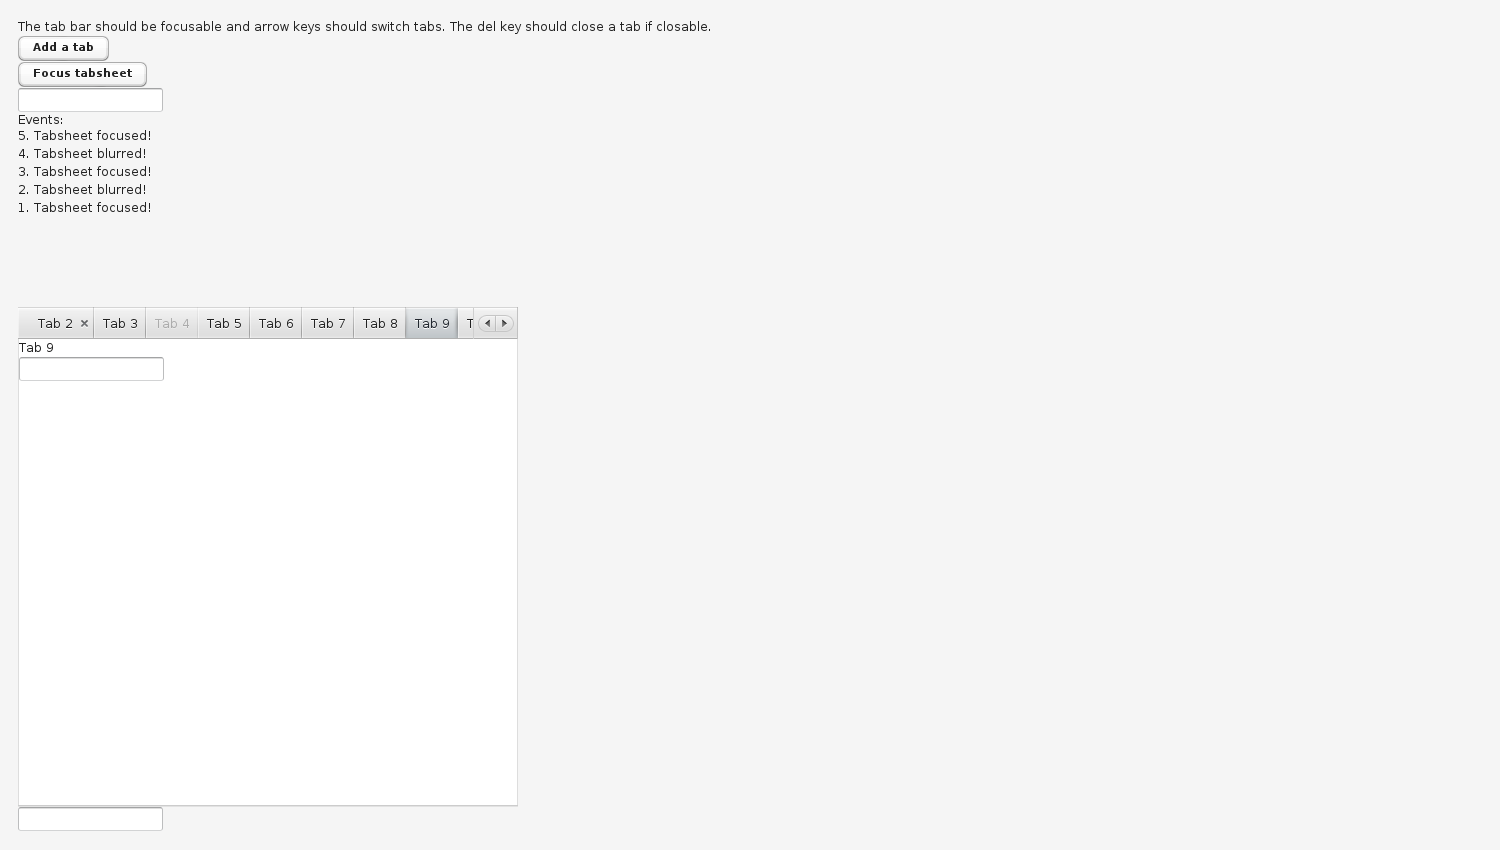 The tab bar should be focusable and arrow keys should switch tabs. The del key should close a tab if closable.
Add a tab
Focus tabsheet
Events:
5. Tabsheet focused!
4. Tabsheet blurred!
3. Tabsheet focused!
2. Tabsheet blurred!
1. Tabsheet focused!
Tab 2 Tab 3 Tab 4 Tab 5 Tab 6 Tab 7 Tab 8 Tab 9
Tab 9